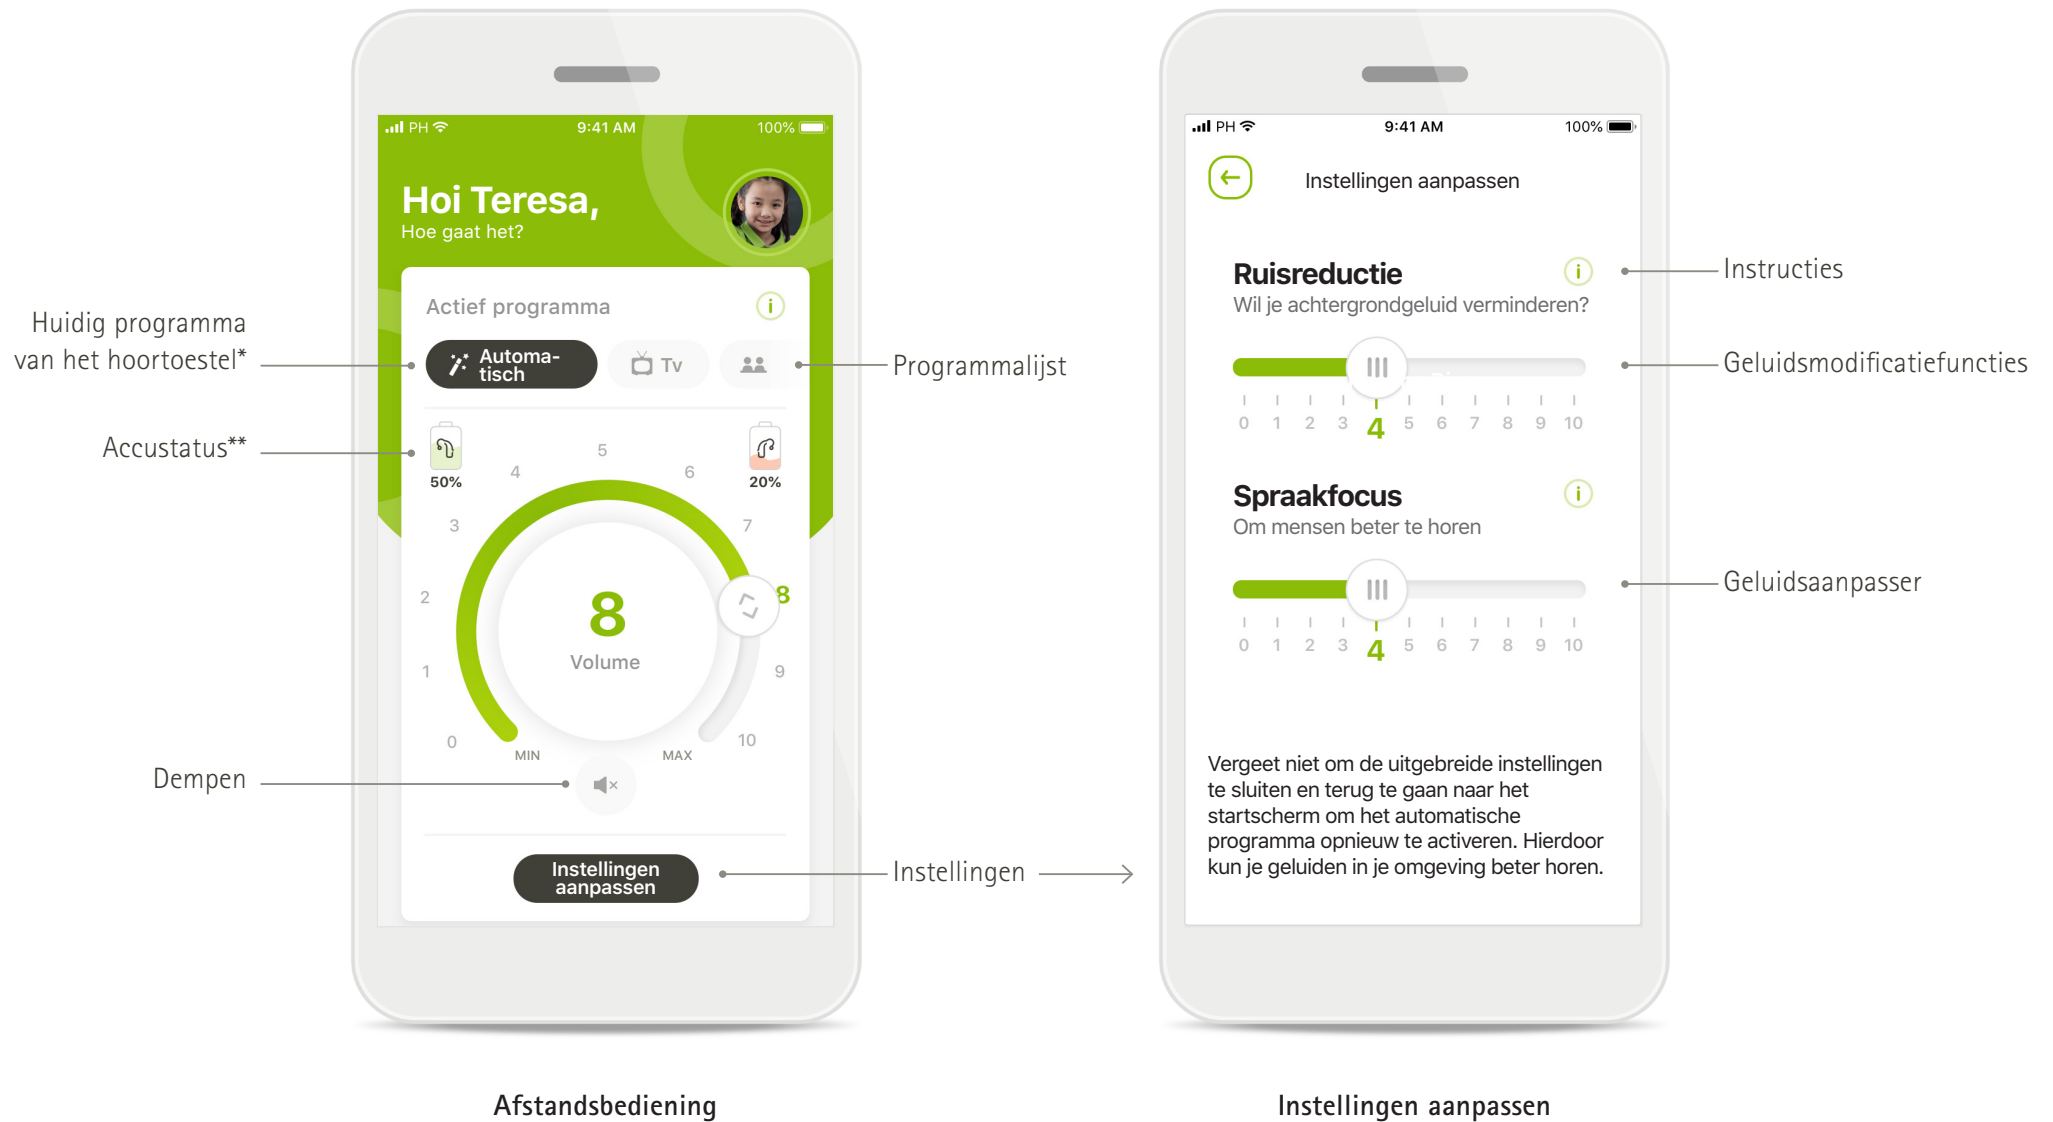 PH
9:41 AM
100%
Hoi Teresa,
Hoe gaat het?
Actief programma
i
Automa-
tisch
Tv
50%
20%
0
1
2
3
4
5
6
7
8
9
10
8
Volume
MIN
MAX
Instellingen
aanpassen
Huidig programma
van het hoortoestel*
Accustatus**
Dempen
Programmalijst
Instellingen
Afstandsbediening
PH
9:41 AM
100%
Instellingen aanpassen
Ruisreductie
i
Wil je achtergrondgeluid verminderen?
0 1 2 3 4 5 6 7 8 9 10
Spraakfocus
i
Om mensen beter te horen
0 1 2 3 4 5 6 7 8 9 10
Vergeet niet om de uitgebreide instellingen
te sluiten en terug te gaan naar het
startscherm om het automatische
programma opnieuw te activeren. Hierdoor
kun je geluiden in je omgeving beter horen.
Instructies
Geluidsmodificatiefuncties
Geluidsaanpasser
Instellingen aanpassen